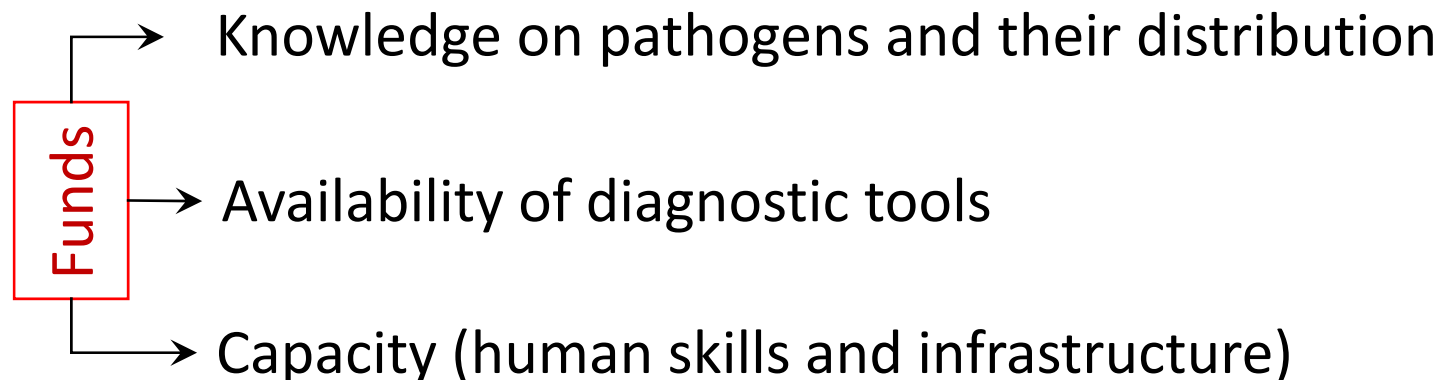 Knowledge on pathogens and their distribution
Funds
Availability of diagnostic tools
Capacity (human skills and infrastructure)